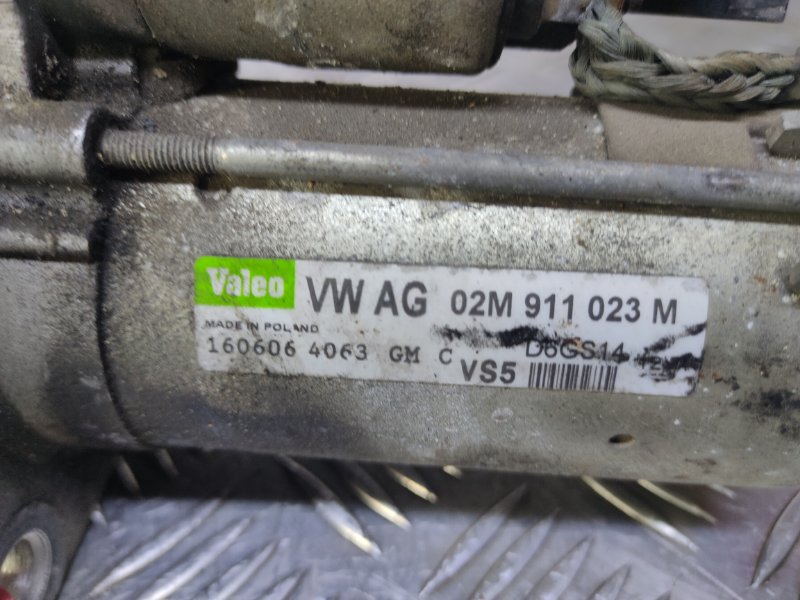 Valeo VW AG 02M 911 023 M
MADE IN POLAND
160606 4063 GM C D6GS14
VS5